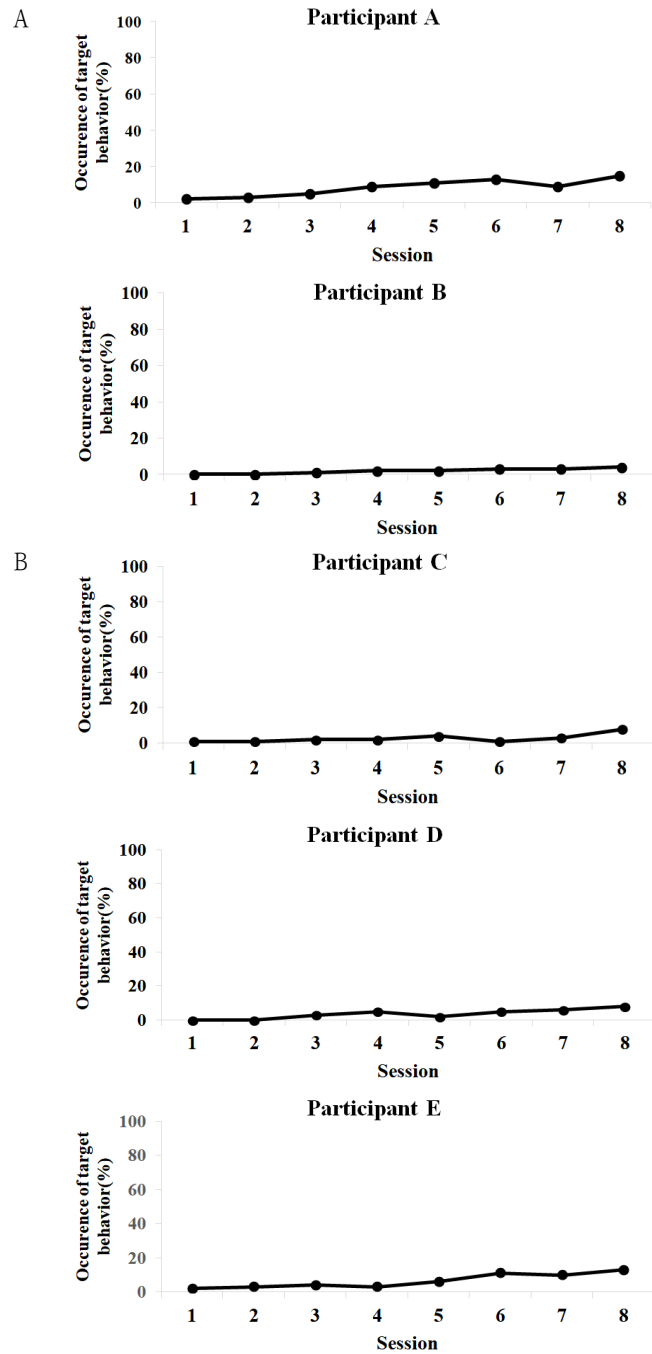 A
Participant A
Occurence of target
behavior(%)
100
80
60
40
20
0
1 2 3 4 5 6 7 8
Session
Participant B
Occurence of target
behavior(%)
100
80
60
40
20
0
1 2 3 4 5 6 7 8
Session
B
Participant C
Occurence of target
behavior(%)
100
80
60
40
20
0
1 2 3 4 5 6 7 8
Session
Participant D
Occurence of target
behavior(%)
100
80
60
40
20
0
1 2 3 4 5 6 7 8
Session
Participant E
Occurence of target
behavior(%)
100
80
60
40
20
0
1 2 3 4 5 6 7 8
Session